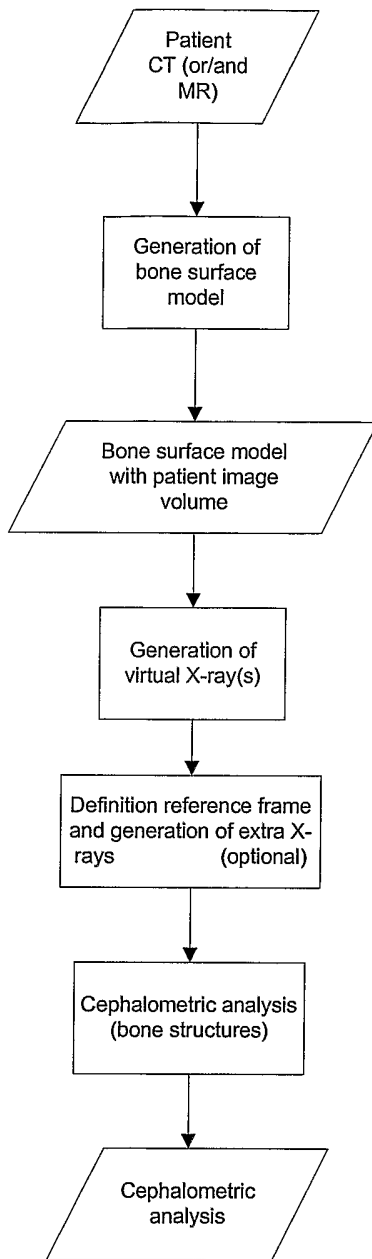 Patient
CT (or/and
MR)
Generation of
bone surface
model
Bone surface model
with patient image
volume
Generation of
virtual X-ray(s)
Definition reference frame
and generation of extra X-
rays (optional)
Cephalometric analysis
(bone structures)
Cephalometric
analysis